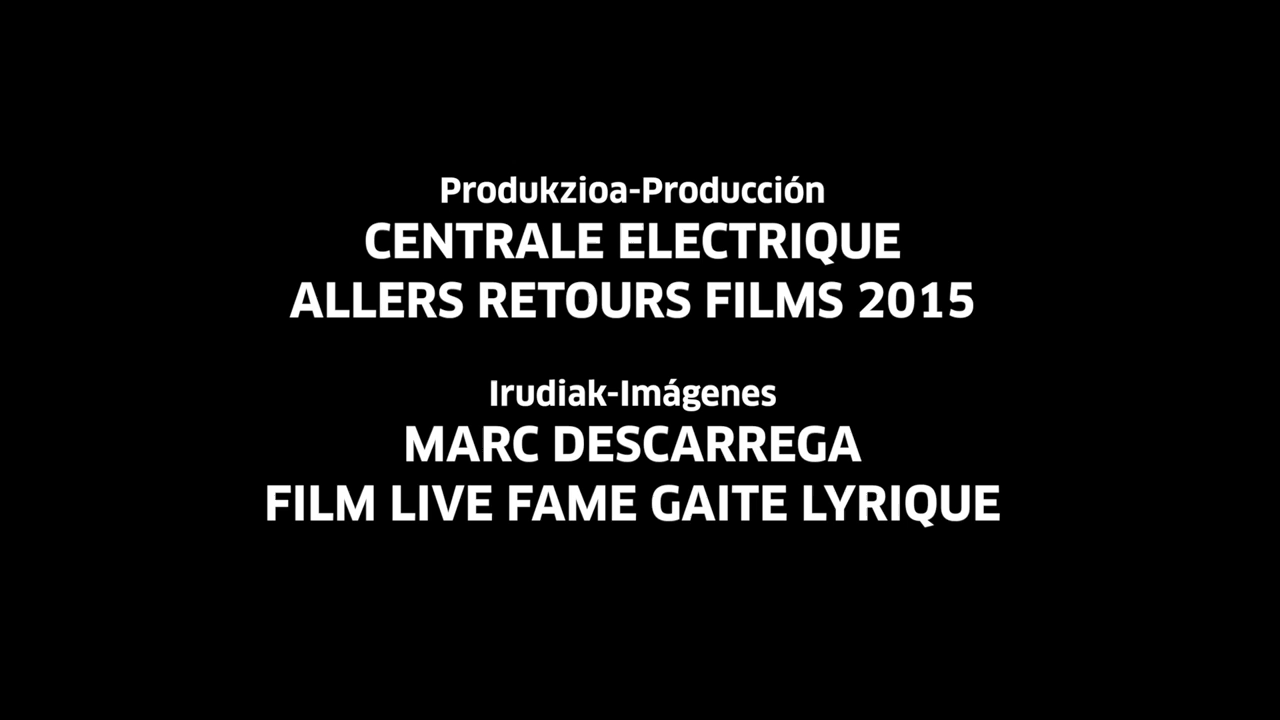 Produkzioa-Producción
CENTRALE ELECTRIQUE
ALLERS RETOURS FILMS 2015
Irudiak-Imágenes
MARC DESCARREGA
FILM LIVE FAME GAITE LYRIQUE